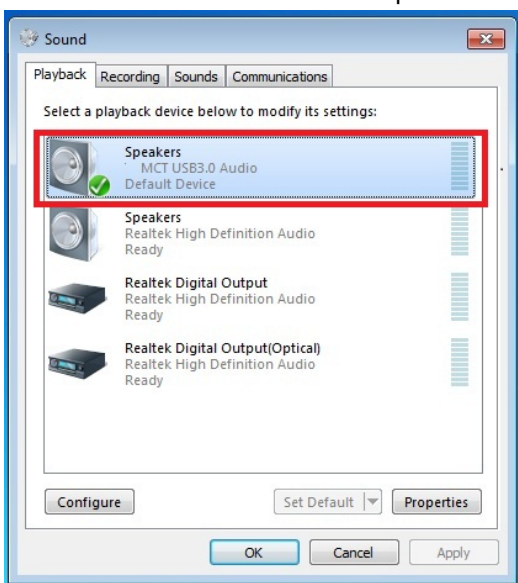 Sound
Playback Recording Sounds Communications
Select a playback device below to modify its settings:
Speakers
MCT USB3.0 Audio
Default Device
Speakers
Realtek High Definition Audio
Ready
Realtek Digital Output
Realtek High Definition Audio
Ready
Realtek Digital Output(Optical)
Realtek High Definition Audio
Ready
Configure Set Default Properties
OK Cancel Apply